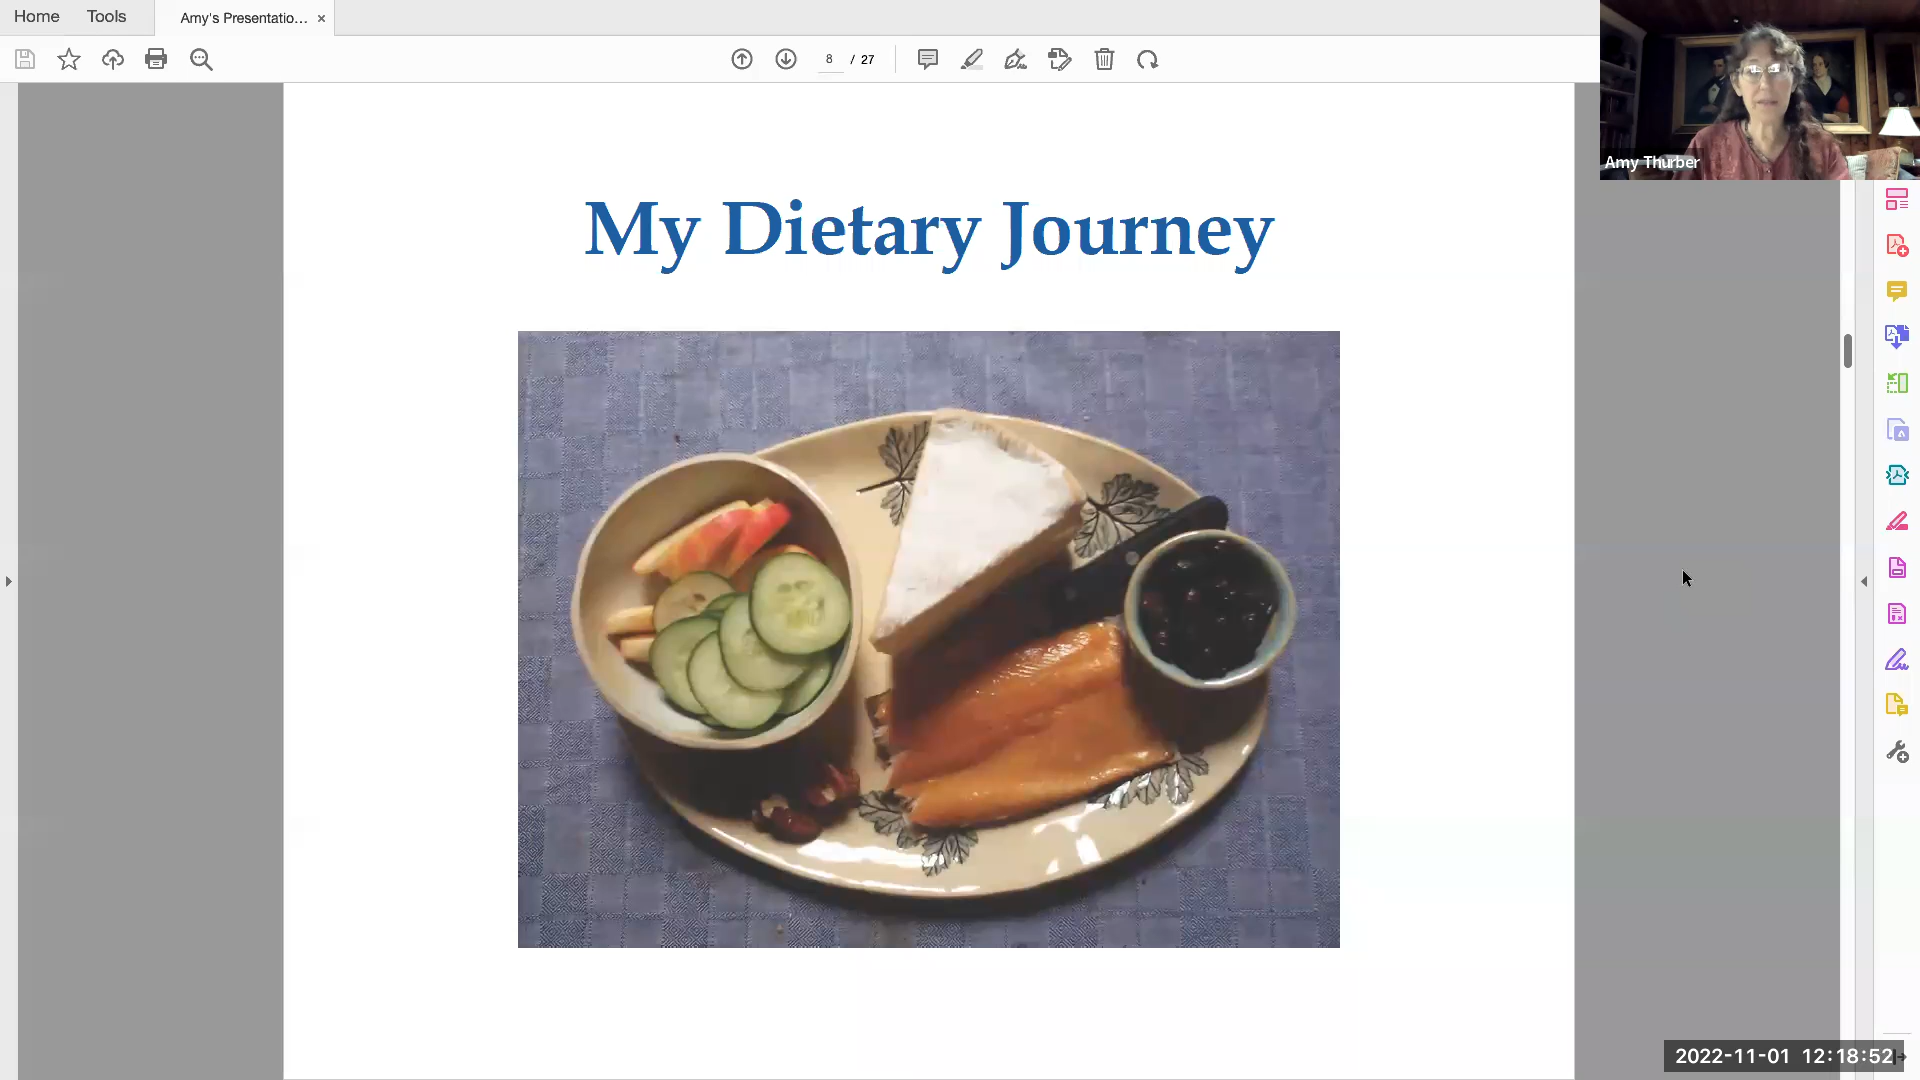 Home Tools Amy's Presentatio... ×
8 / 27
Amy Thurber
My Dietary Journey
2022-11-01 12:18:52